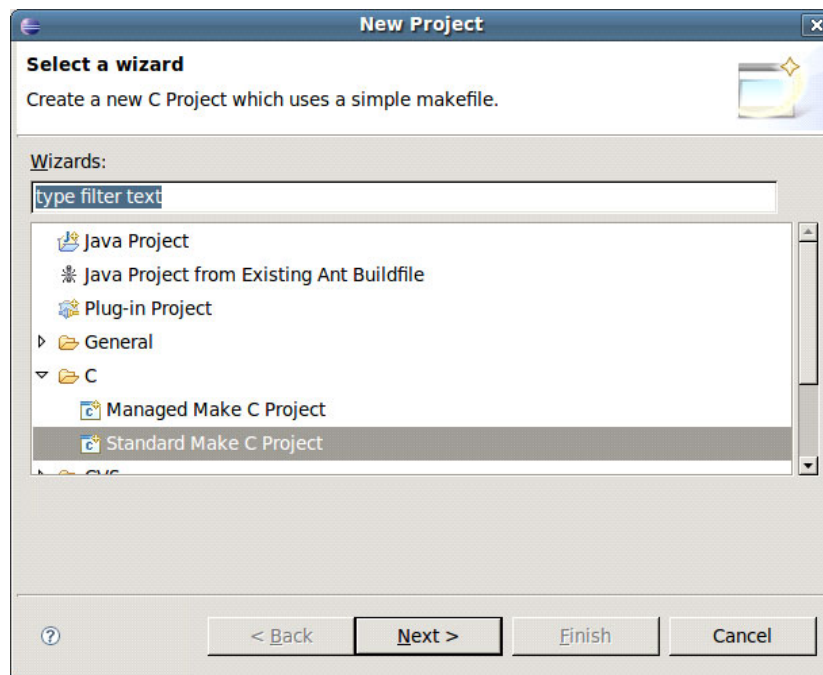 New Project
Select a wizard
Create a new C Project which uses a simple makefile.
Wizards:
type filter text
Java Project
Java Project from Existing Ant Buildfile
Plug-in Project
General
C
Managed Make C Project
Standard Make C Project
CVS
< Back Next > Finish Cancel